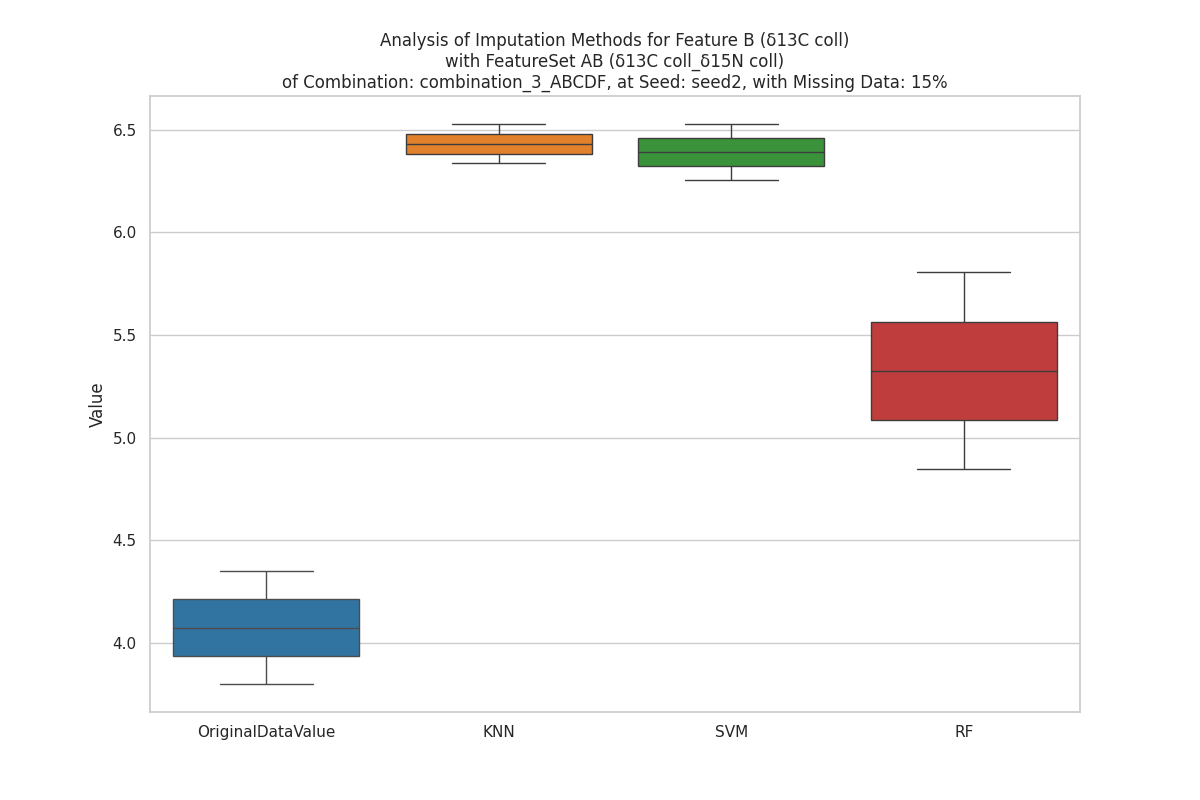 Analysis of Imputation Methods for Feature B (δ13C coll)
with FeatureSet AB (δ13C coll_δ15N coll)
of Combination: combination_3_ABCDF, at Seed: seed2, with Missing Data: 15%
6.5
6.0
5.5
5.0
4.5
4.0
Value
OriginalDataValue
KNN
SVM
RF